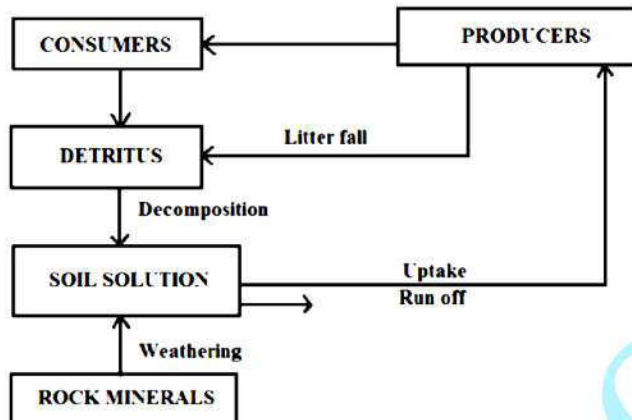 PRODUCERS
CONSUMERS
Litter fall
DETRITUS
Decomposition
SOIL SOLUTION
Uptake
Run off
Weathering
ROCK MINERALS